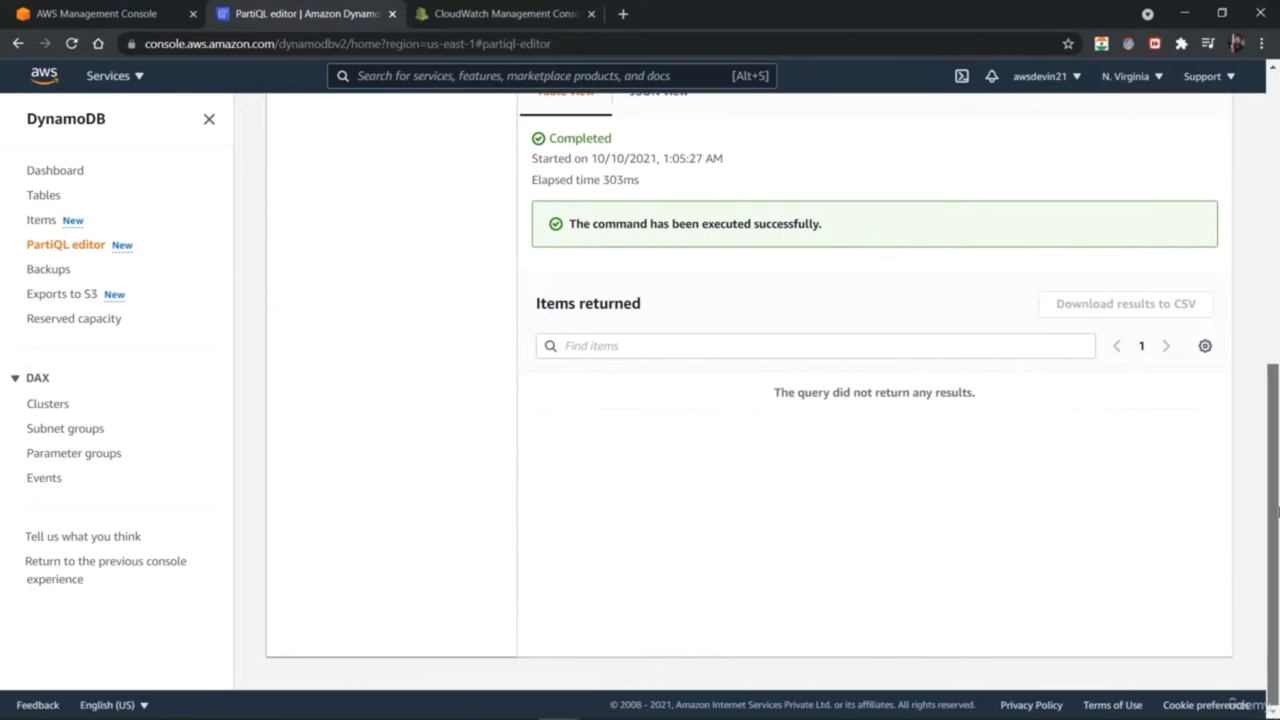 AWS Management Console
PartiQL editor | Amazon Dynamo
CloudWatch Management Cons
console.aws.amazon.com/dynamodbv2/home?region=us-east-1#partiql-editor
aws
Services
Search for services, features, marketplace products, and docs
[Alt+S]
awsdevin21
N. Virginia
Support
DynamoDB
Dashboard
Tables
Items New
PartiQL editor New
Backups
Exports to S3 New
Reserved capacity
DAX
Clusters
Subnet groups
Parameter groups
Events
Tell us what you think
Return to the previous console
experience
Table view
JSON view
Completed
Started on 10/10/2021, 1:05:27 AM
Elapsed time 303ms
The command has been executed successfully.
Items returned
Download results to CSV
Find items
1
The query did not return any results.
Feedback
English (US)
© 2008 - 2021, Amazon Internet Services Private Ltd. or its affiliates. All rights reserved.
Privacy Policy
Terms of Use
Cookie preferences